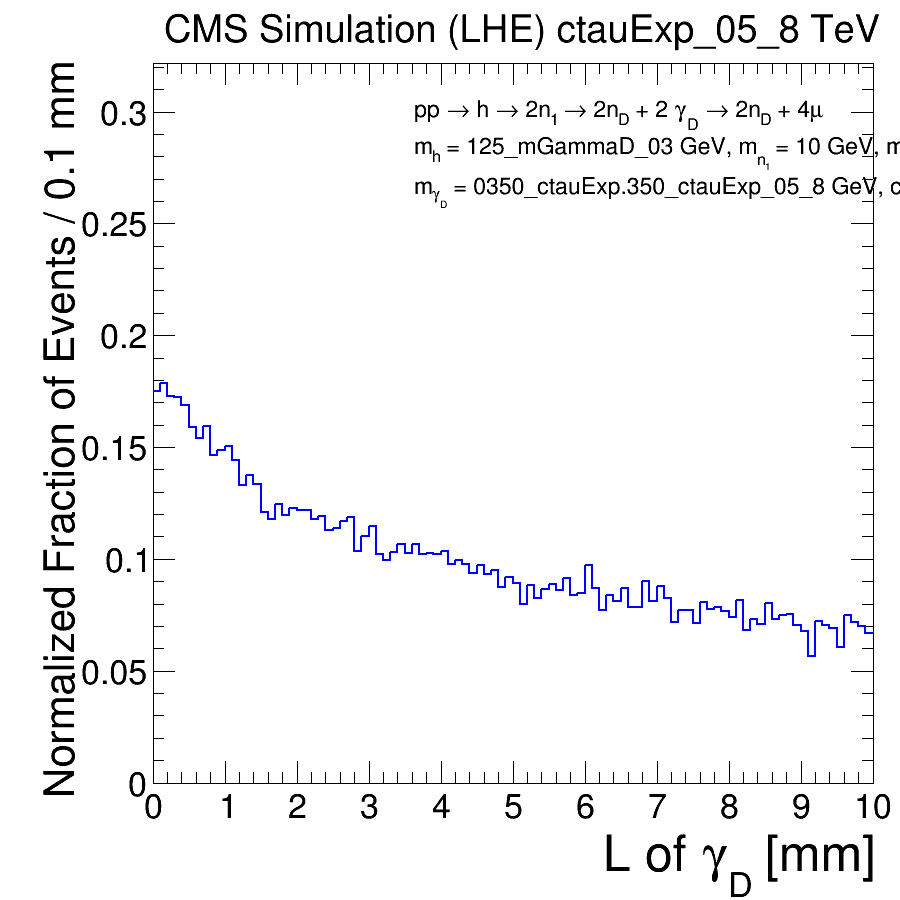 CMS Simulation (LHE) ctauExp_05_8 TeV
pp → h → 2n1 → 2nD + 2 γD → 2nD + 4μ
mh = 125_mGammaD_03 GeV, mn1 = 10 GeV, m
mγD = 0350_ctauExp.350_ctauExp_05_8 GeV, c
Normalized Fraction of Events / 0.1 mm
0.3
0.25
0.2
0.15
0.1
0.05
0
0 1 2 3 4 5 6 7 8 9 10
L of γD [mm]